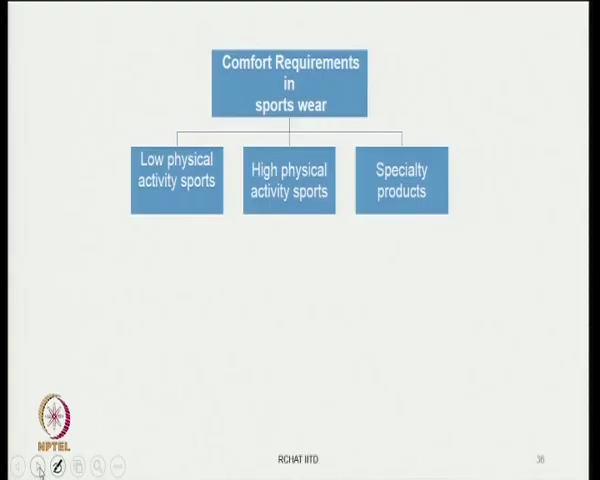 Comfort Requirements
in
sports wear
Low physical
activity sports
High physical
activity sports
Specialty
products
NPTEL
RCHAT IITD
36